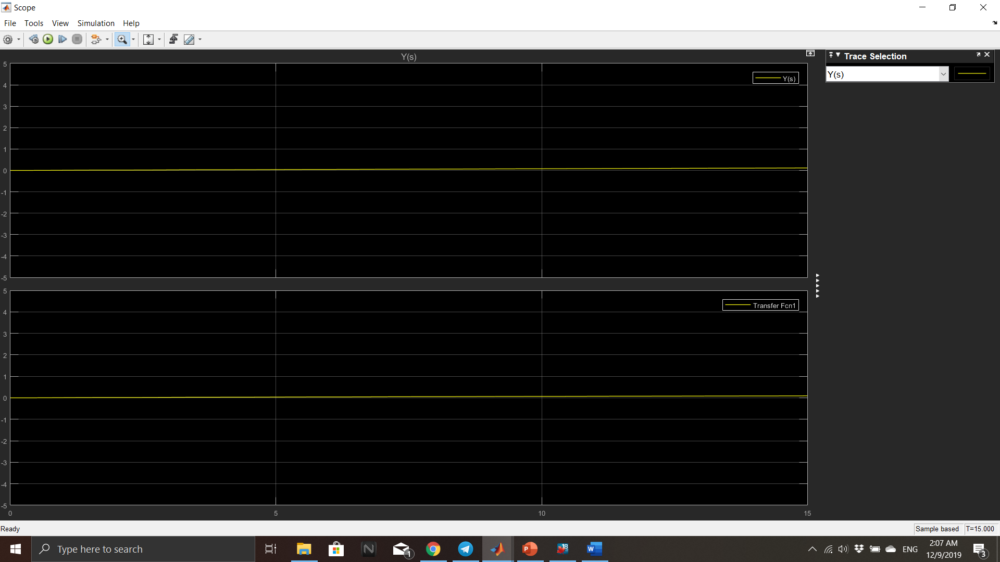 Scope
File Tools View Simulation Help
Y(s)
Trace Selection
Y(s)
5
4
3
2
1
0
-1
-2
-3
-4
-5
Y(s)
5
4
3
2
1
0
-1
-2
-3
-4
-5
Transfer Fcn1
0 5 10 15
Ready
Sample based T=15.000
Type here to search
N
1
P
18
W
ENG
2:07 AM
12/9/2019
3